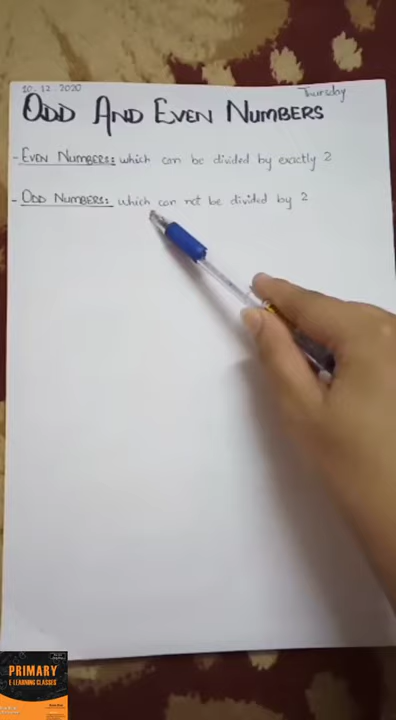 10.12.2020 Thursday
ODD AND EVEN NUMBERS
- EVEN NUMBERS: which can be divided by exactly 2
- ODD NUMBERS: which can not be divided by 2
PRIMARY
E-LEARNING CLASSES